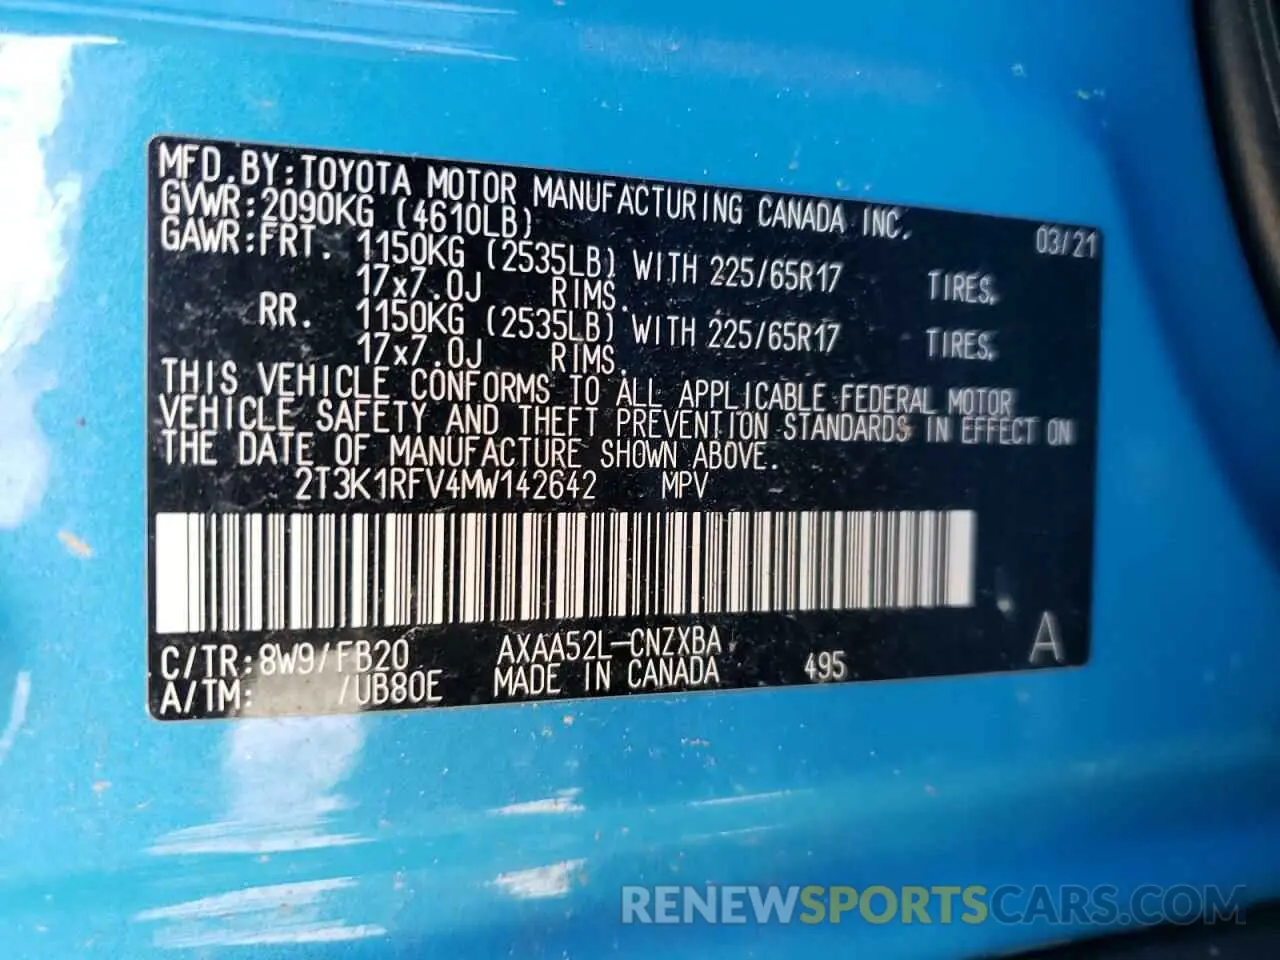 MFD.BY:TOYOTA MOTOR MANUFACTURING CANADA INC.
GVWR:2090KG (4610LB) 03/21
GAWR:FRT. 1150KG (2535LB) WITH 225/65R17 TIRES,
17x7.0J RIMS.
RR. 1150KG (2535LB) WITH 225/65R17 TIRES,
17x7.0J RIMS.
THIS VEHICLE CONFORMS TO ALL APPLICABLE FEDERAL MOTOR
VEHICLE SAFETY AND THEFT PREVENTION STANDARDS IN EFFECT ON
THE DATE OF MANUFACTURE SHOWN ABOVE.
2T3K1RFV4MW142642 MPV
C/TR:8W9/FB20 AXAA52L-CNZXBA A
A/TM: /UB80E MADE IN CANADA 495
RENEWSPORTSCARS.COM